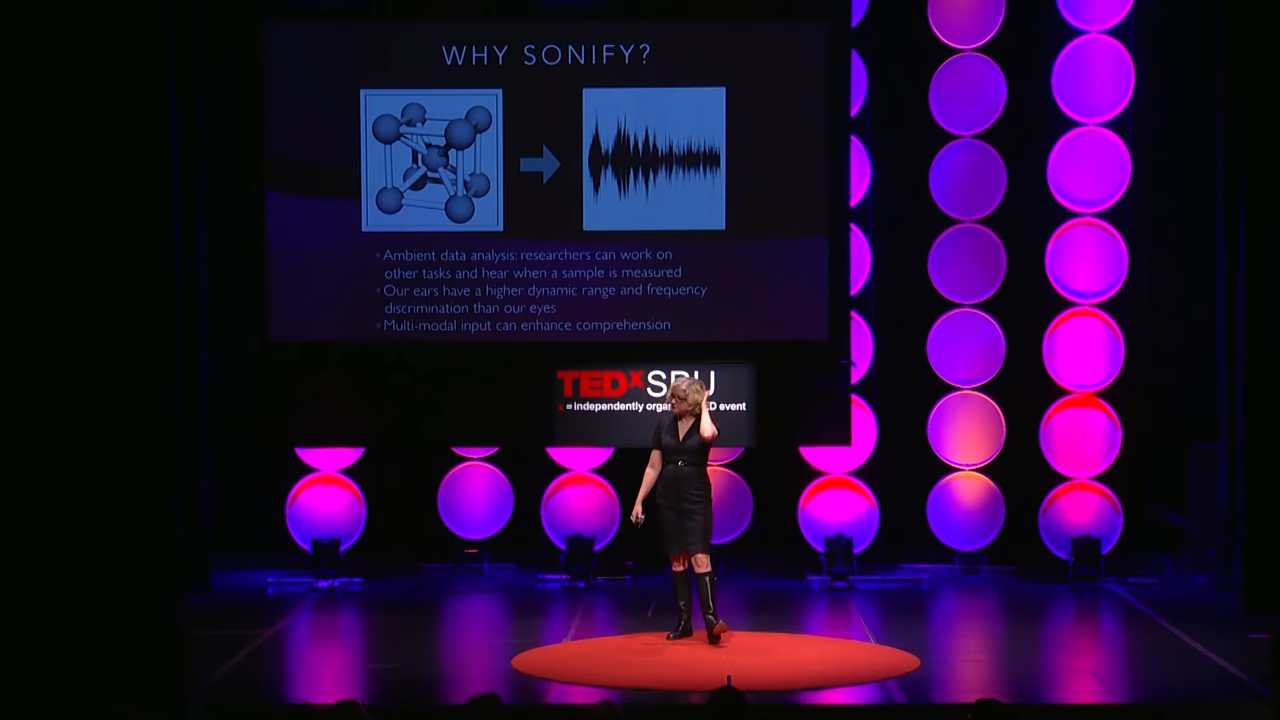 WHY SONIFY?
• Ambient data analysis: researchers can work on
other tasks and hear when a sample is measured
• Our ears have a higher dynamic range and frequency
discrimination than our eyes
• Multi-modal input can enhance comprehension
TEDxSBU
x = independently event